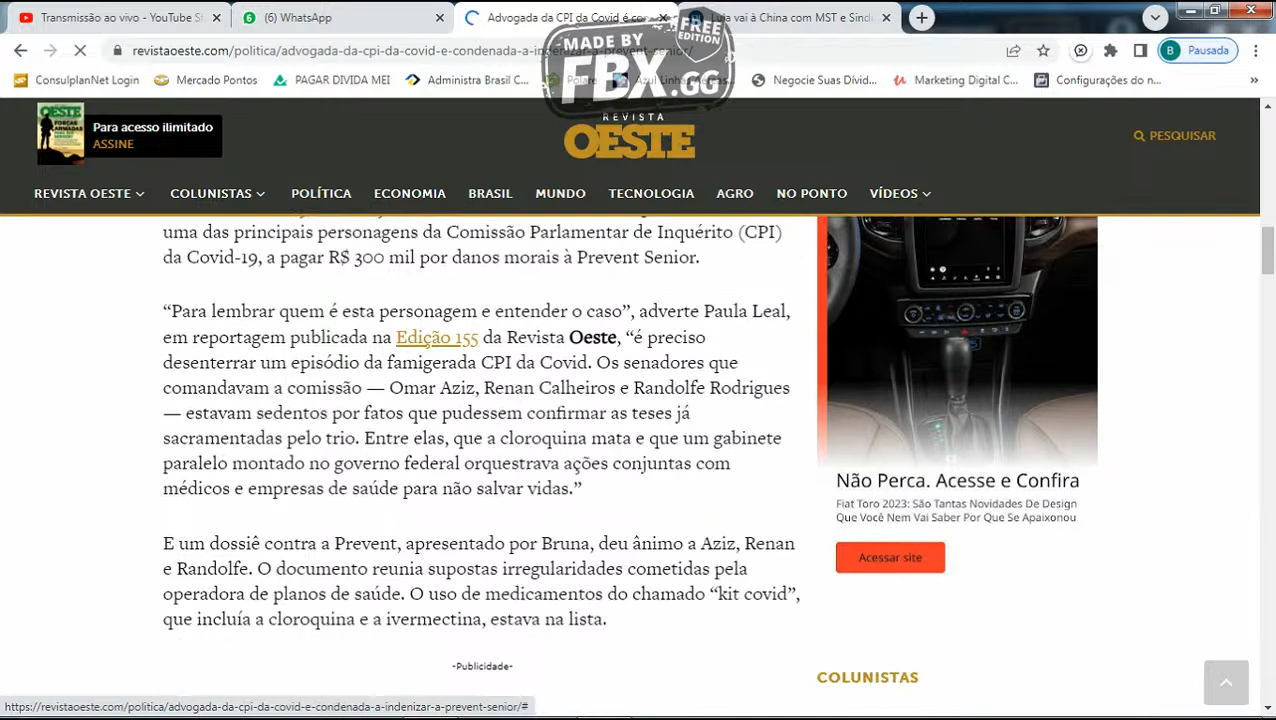 Transmissão ao vivo - YouTube S
(6) WhatsApp
Advogada da CPI da Covid é co
Lula vai à China com MST e Sind
revistaoeste.com/politica/advogada-da-cpi-da-covid-e-condenada-a-indenizar-a-prevent-senior/
B Pausada
ConsulplanNet Login
Mercado Pontos
PAGAR DIVIDA MEI
Administra Brasil C...
Polare
Azul Linhas Aéreas...
Negocie Suas Dívid...
Marketing Digital C...
Configurações do n...
MADE BY
FBX.GG
FREE
EDITION
OESTE
FORÇAS
ARMADAS
Para acesso ilimitado
ASSINE
REVISTA
OESTE
PESQUISAR
REVISTA OESTE
COLUNISTAS
POLÍTICA
ECONOMIA
BRASIL
MUNDO
TECNOLOGIA
AGRO
NO PONTO
VÍDEOS
uma das principais personagens da Comissão Parlamentar de Inquérito (CPI)
da Covid-19, a pagar R$ 300 mil por danos morais à Prevent Senior.
“Para lembrar quem é esta personagem e entender o caso”, adverte Paula Leal,
em reportagem publicada na Edição 155 da Revista Oeste, “é preciso
desenterrar um episódio da famigerada CPI da Covid. Os senadores que
comandavam a comissão — Omar Aziz, Renan Calheiros e Randolfe Rodrigues
— estavam sedentos por fatos que pudessem confirmar as teses já
sacramentadas pelo trio. Entre elas, que a cloroquina mata e que um gabinete
paralelo montado no governo federal orquestrava ações conjuntas com
médicos e empresas de saúde para não salvar vidas.”
E um dossiê contra a Prevent, apresentado por Bruna, deu ânimo a Aziz, Renan
e Rodolfe. O documento reunia supostas irregularidades cometidas pela
operadora de planos de saúde. O uso de medicamentos do chamado “kit covid”,
que incluía a cloroquina e a ivermectina, estava na lista.
-Publicidade-
Não Perca. Acesse e Confira
Fiat Toro 2023: São Tantas Novidades De Design
Que Você Nem Vai Saber Por Que Se Apaixonou
Acessar site
COLUNISTAS
https://revistaoeste.com/politica/advogada-da-cpi-da-covid-e-condenada-a-indenizar-a-prevent-senior/#